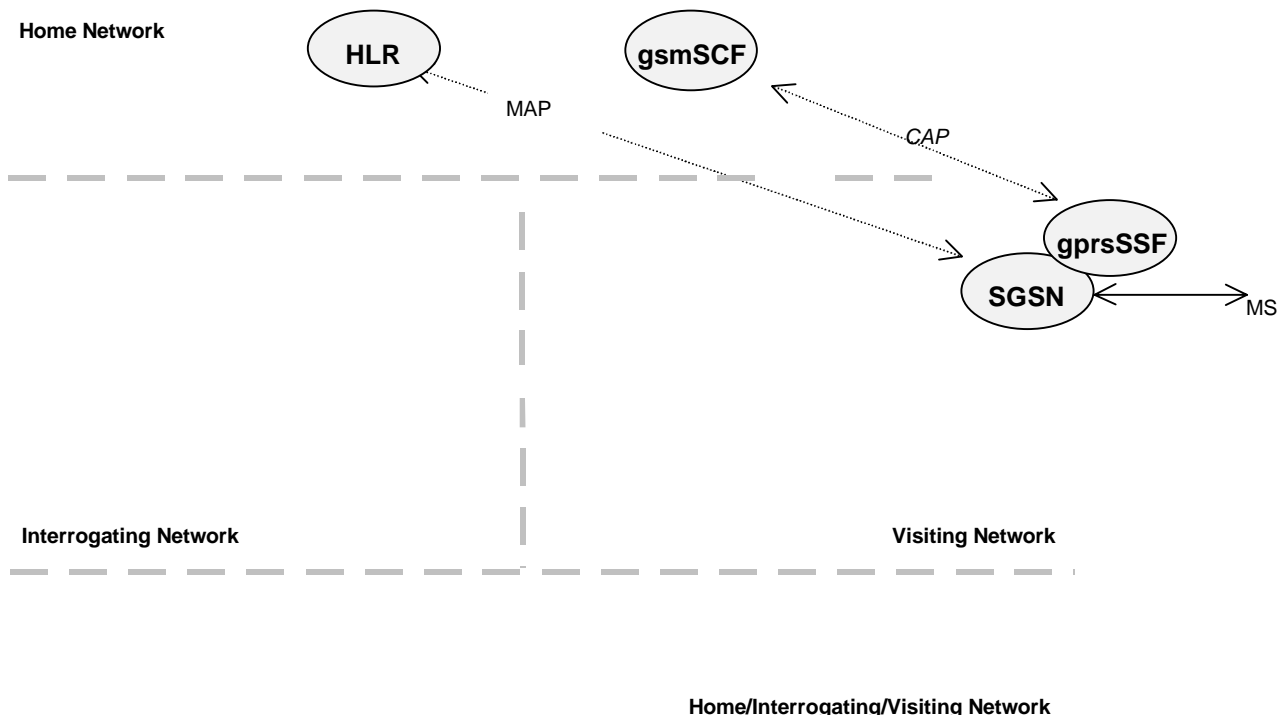 Home Network
HLR
gsmSCF
MAP
CAP
gprsSSF
SGSN
MS
Interrogating Network
Visiting Network
Home/Interrogating/Visiting Network